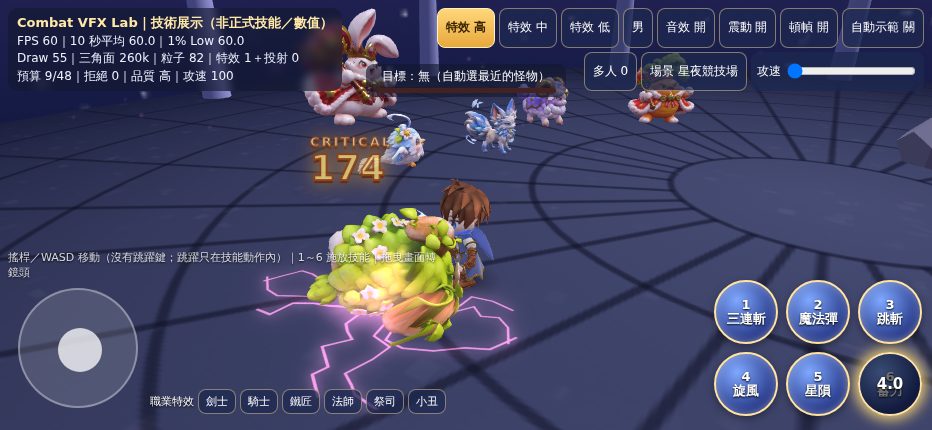 Combat VFX Lab｜技術展示（非正式技能／數值）
FPS 60｜10 秒平均 60.0｜1% Low 60.0
Draw 55｜三角面 260k｜粒子 82｜特效 1＋投射 0
預算 9/48｜拒絕 0｜品質 高｜攻速 100
特效 高
特效 中
特效 低
男
音效 開
震動 開
頓幀 開
自動示範 關
多人 0
場景 星夜競技場
攻速
目標：無（自動選最近的怪物）
CRITICAL
174
搖桿／WASD 移動（沒有跳躍鍵；跳躍只在技能動作內）｜1～6 施放技能｜拖曳畫面轉
鏡頭
1
三連斬
2
魔法彈
3
跳斬
4
旋風
5
星隕
6
蓄力
4.0
職業特效
劍士
騎士
鐵匠
法師
祭司
小丑